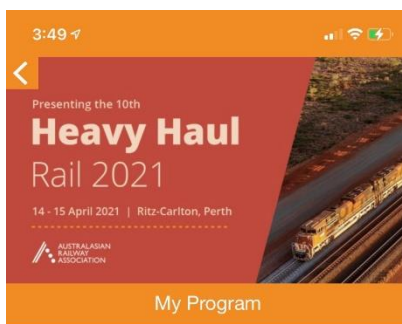 3:49
Presenting the 10th
Heavy Haul
Rail 2021
14 - 15 April 2021 | Ritz-Carlton, Perth
AUSTRALASIAN
RAILWAY
ASSOCIATION
My Program